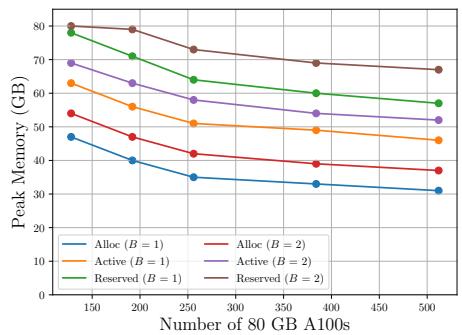 Peak Memory (GB)
80
70
60
50
40
30
20
10
0
Alloc (B = 1)
Active (B = 1)
Reserved (B = 1)
Alloc (B = 2)
Active (B = 2)
Reserved (B = 2)
150 200 250 300 350 400 450 500
Number of 80 GB A100s